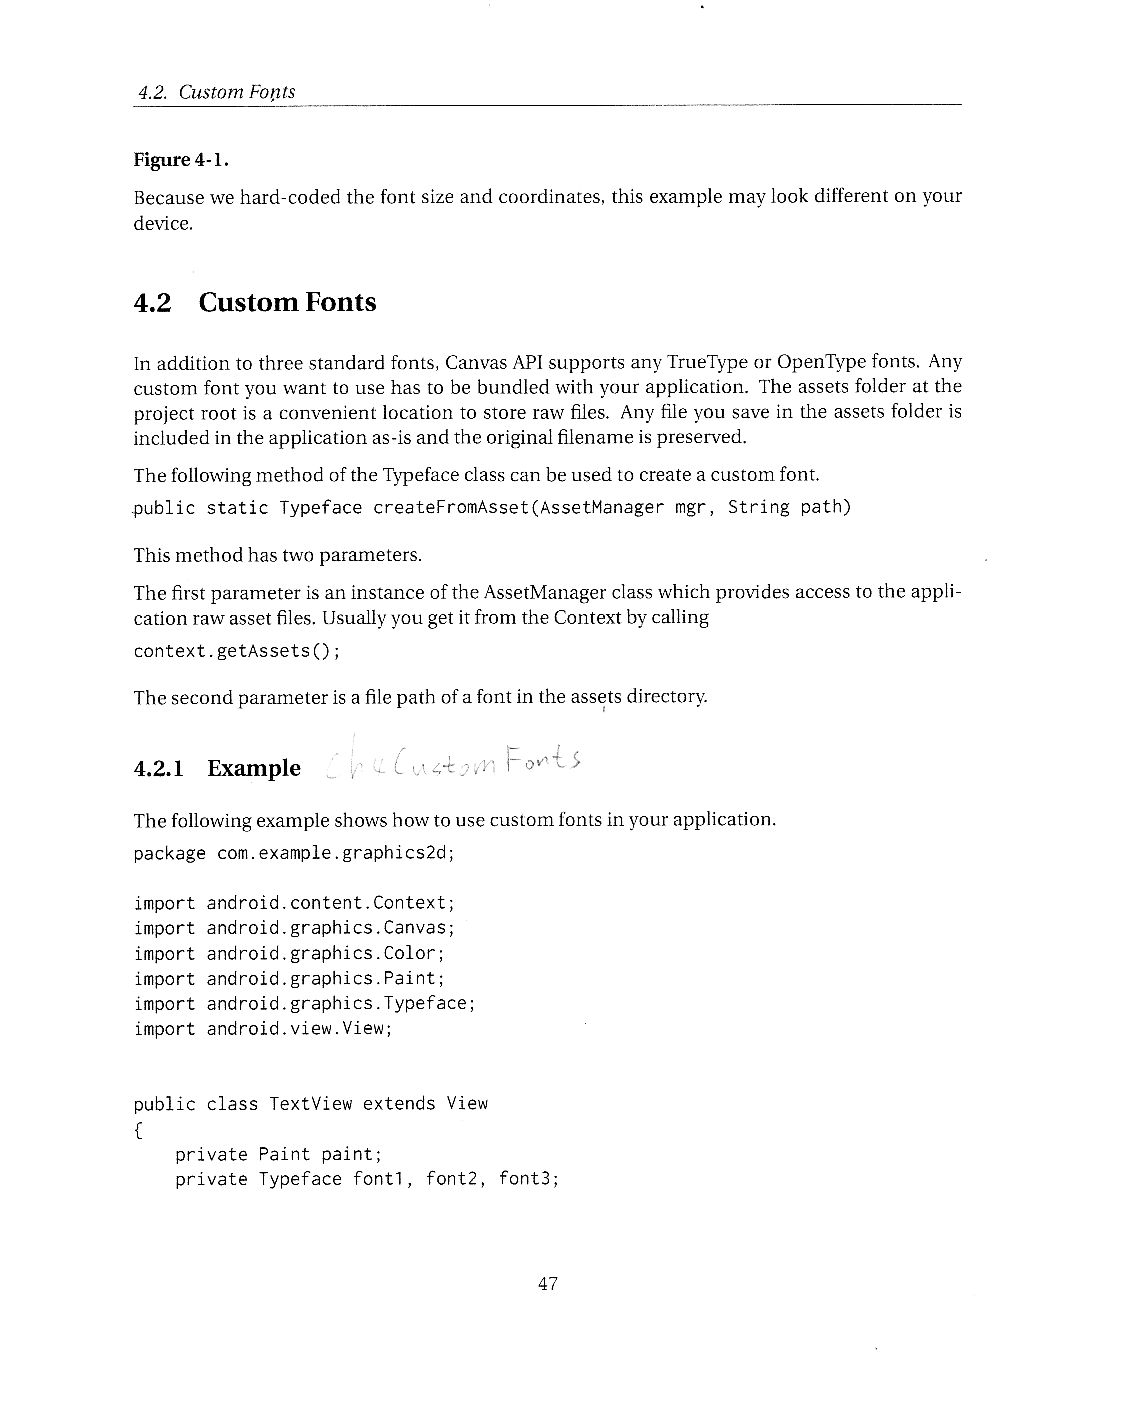 4.2. Custom Fonts
Figure 4-1.
Because we hard-coded the font size and coordinates, this example may look different on your
device.
4.2 Custom Fonts
In addition to three standard fonts, Canvas API supports any TrueType or OpenType fonts. Any
custom font you want to use has to be bundled with your application. The assets folder at the
project root is a convenient location to store raw files. Any file you save in the assets folder is
included in the application as-is and the original filename is preserved.
The following method of the Typeface class can be used to create a custom font.
public static Typeface createFromAsset(AssetManager mgr, String path)
This method has two parameters.
The first parameter is an instance of the AssetManager class which provides access to the appli-
cation raw asset files. Usually you get it from the Context by calling
context.getAssets();
The second parameter is a file path of a font in the assets directory.
4.2.1 Example CustomFonts
The following example shows how to use custom fonts in your application.
package com.example.graphics2d;
import android.content.Context;
import android.graphics.Canvas;
import android.graphics.Color;
import android.graphics.Paint;
import android.graphics.Typeface;
import android.view.View;
public class TextView extends View
{
private Paint paint;
private Typeface font1, font2, font3;
47